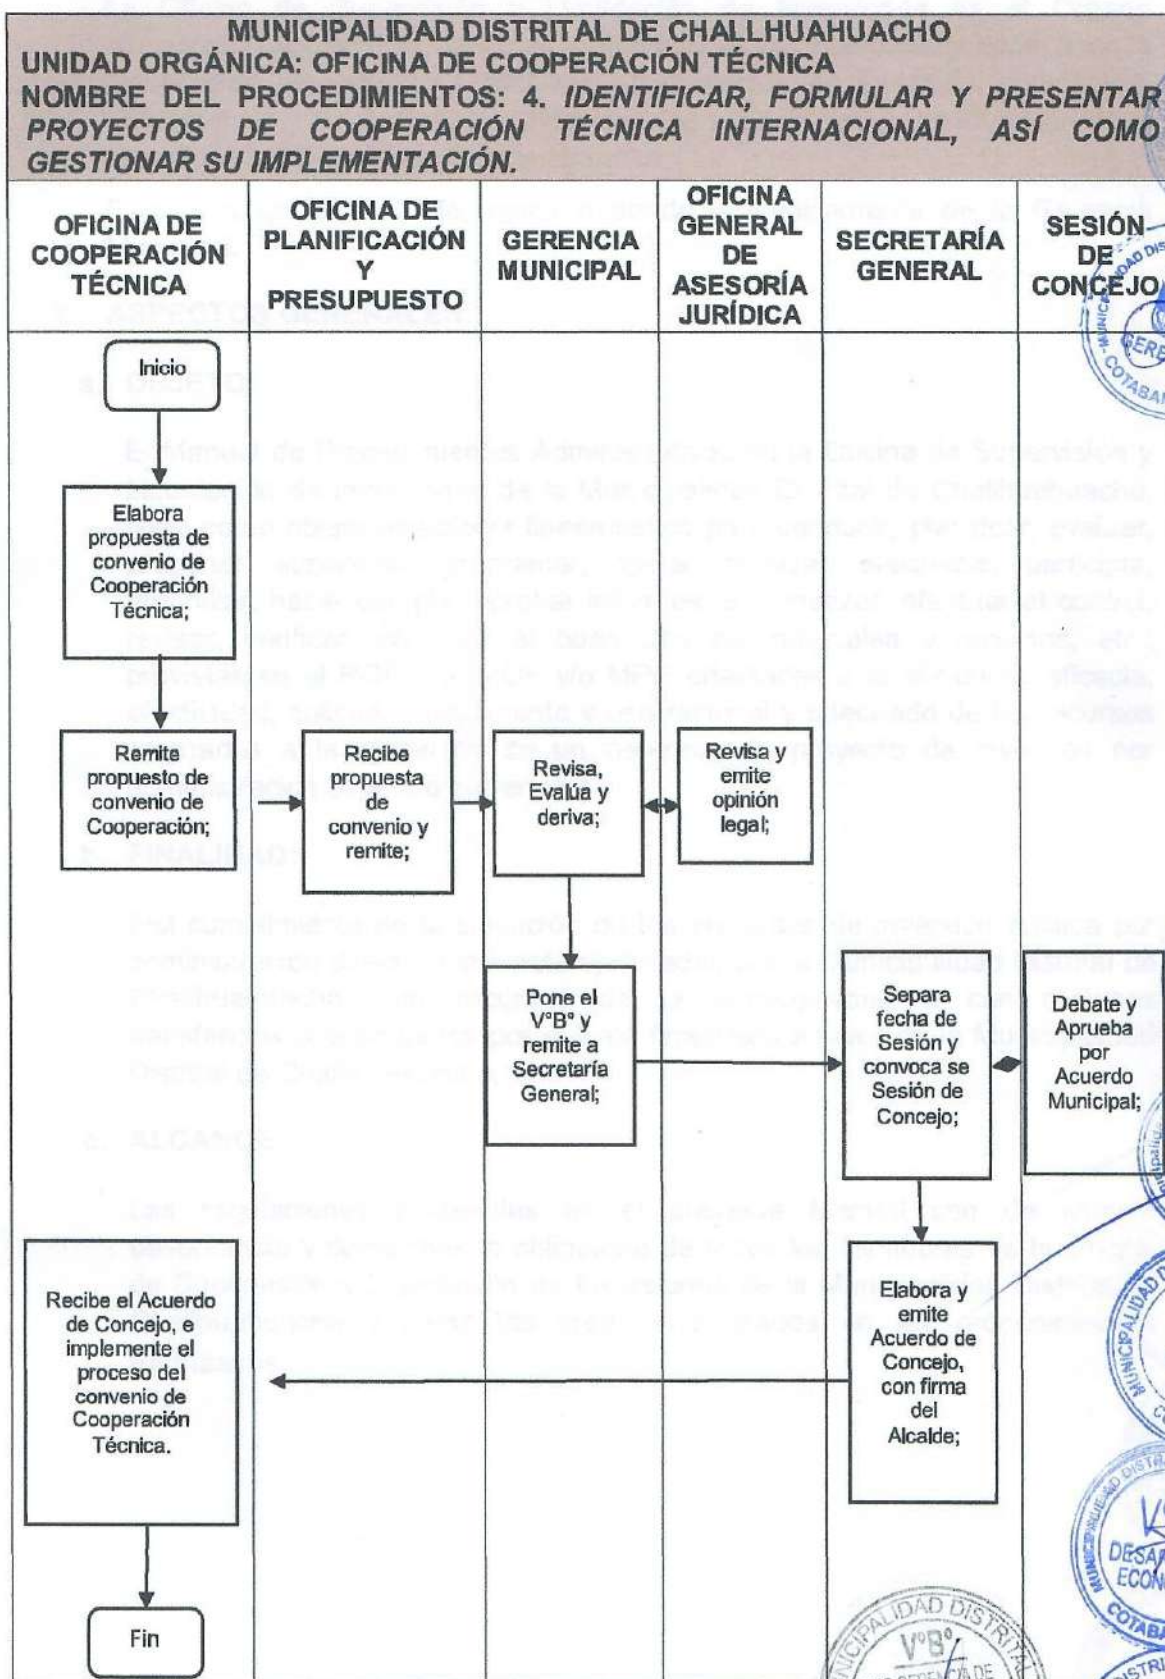 MUNICIPALIDAD DISTRITAL DE CHALLHUAHUACHO
UNIDAD ORGÁNICA: OFICINA DE COOPERACIÓN TÉCNICA
NOMBRE DEL PROCEDIMIENTOS: 4. IDENTIFICAR, FORMULAR Y PRESENTAR
PROYECTOS DE COOPERACIÓN TÉCNICA INTERNACIONAL, ASÍ COMO
GESTIONAR SU IMPLEMENTACIÓN.
OFICINA DE
COOPERACIÓN
TÉCNICA
OFICINA DE
PLANIFICACIÓN
Y
PRESUPUESTO
GERENCIA
MUNICIPAL
OFICINA
GENERAL
DE
ASESORÍA
JURÍDICA
SECRETARÍA
GENERAL
SESIÓN
DE
CONCEJO
Inicio
Elabora
propuesta de
convenio de
Cooperación
Técnica;
Remite
propuesto de
convenio de
Cooperación;
Recibe
propuesta
de
convenio y
remite;
Revisa,
Evalúa y
deriva;
Revisa y
emite
opinión
legal;
Pone el
V°B° y
remite a
Secretaría
General;
Separa
fecha de
Sesión y
convoca se
Sesión de
Concejo;
Debate y
Aprueba
por
Acuerdo
Municipal;
Elabora y
emite
Acuerdo de
Concejo,
con firma
del
Alcalde;
Recibe el Acuerdo
de Concejo, e
implemente el
proceso del
convenio de
Cooperación
Técnica.
Fin
V°B°